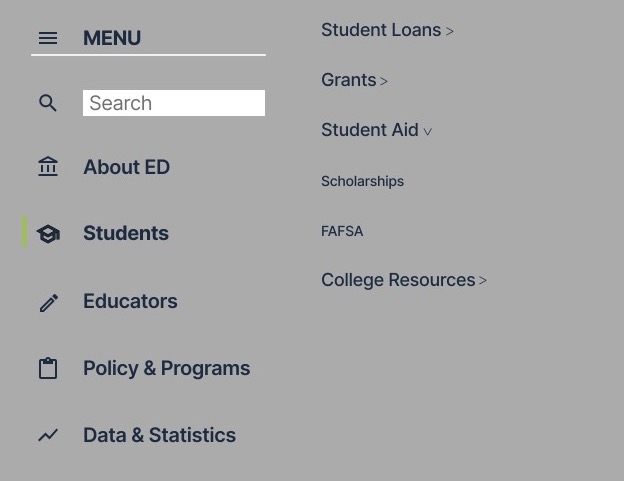 MENU
Search
About ED
Students
Educators
Policy & Programs
Data & Statistics
Student Loans >
Grants >
Student Aid v
Scholarships
FAFSA
College Resources >